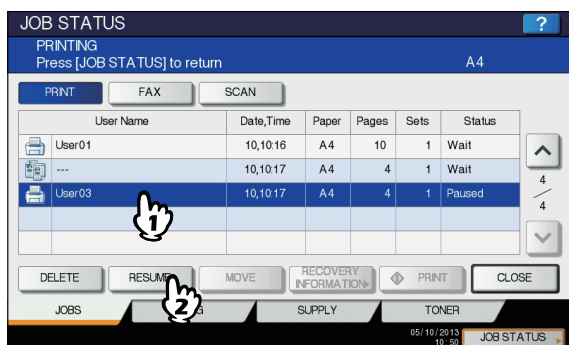 JOB STATUS ?
PRINTING
Press [JOB STATUS] to return A4
PRINT FAX SCAN
User Name Date,Time Paper Pages Sets Status
User01 10,10:16 A4 10 1 Wait
--- 10,10:17 A4 4 1 Wait
User03 10,10:17 A4 4 1 Paused
4
4
1
DELETE RESUME MOVE RECOVERY INFORMATION PRINT CLOSE
2
JOBS SUPPLY TONER
05/10/2013
10:50 JOB STATUS